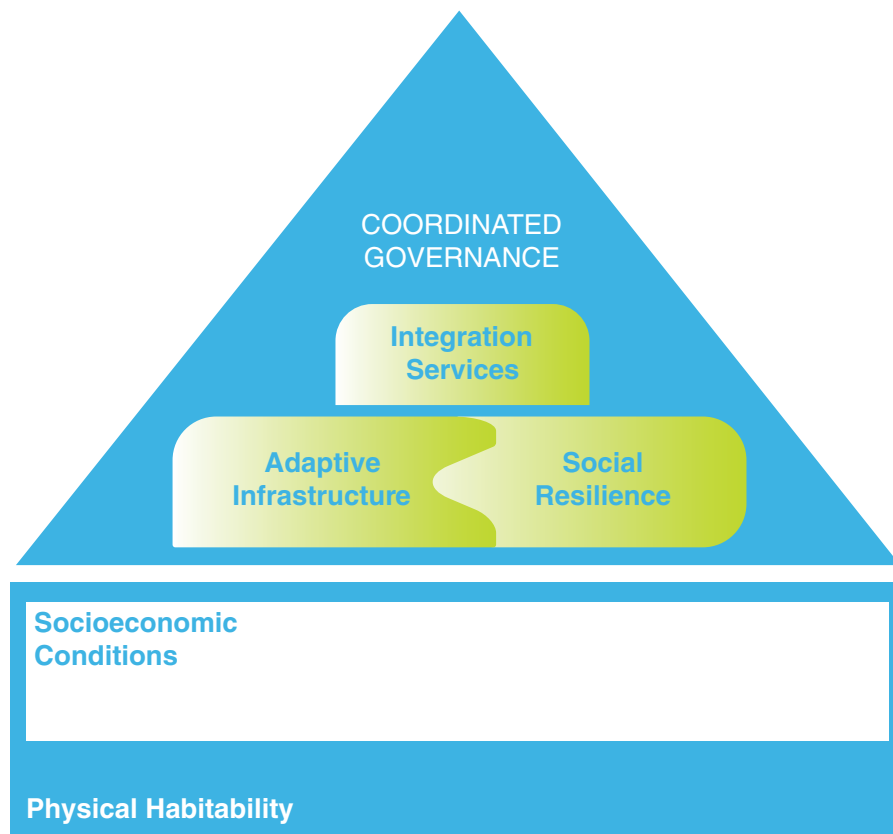 COORDINATED
GOVERNANCE
Integration
Services
Adaptive
Infrastructure
Social
Resilience
Socioeconomic
Conditions
Physical Habitability